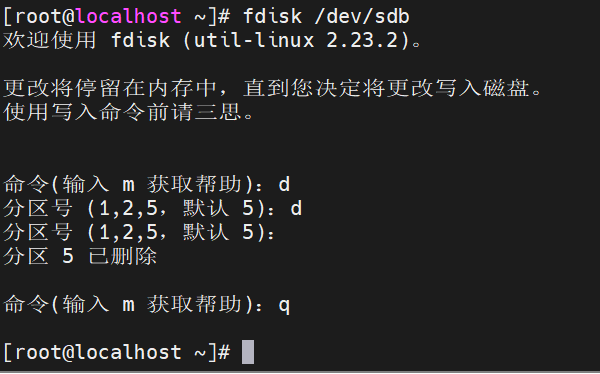 [root@localhost ~]# fdisk /dev/sdb
欢迎使用 fdisk (util-linux 2.23.2)。
更改将停留在内存中，直到您决定将更改写入磁盘。
使用写入命令前请三思。
命令(输入 m 获取帮助)：d
分区号 (1,2,5，默认 5)：d
分区号 (1,2,5，默认 5)：
分区 5 已删除
命令(输入 m 获取帮助)：q
[root@localhost ~]#